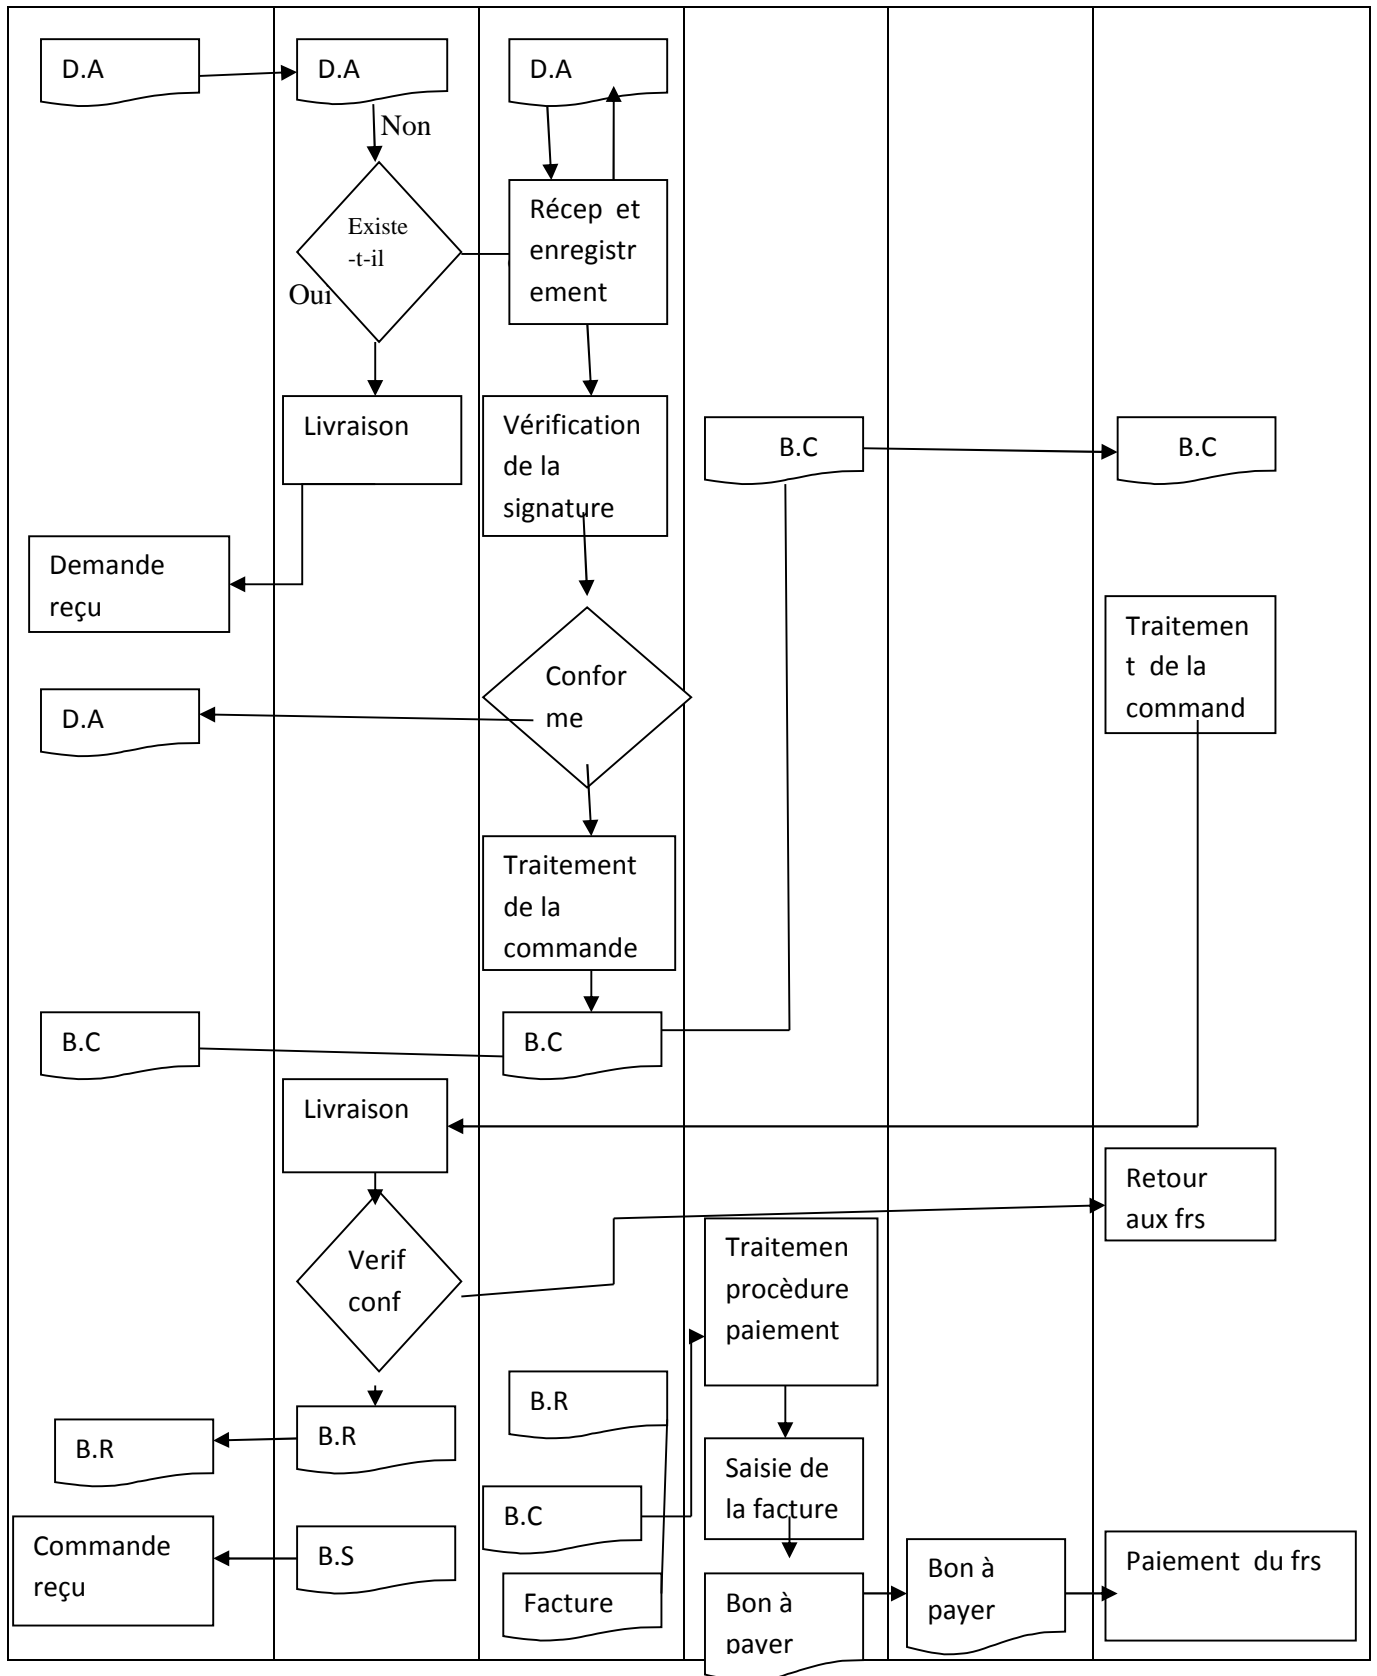 D.A
D.A
D.A
Non
Existe
-t-il
Oui
Récep et
enregistr
ement
Livraison
Vérification
de la
signature
B.C
B.C
Demande
reçu
Traitemen
t de la
command
Confor
me
D.A
Traitement
de la
commande
B.C
B.C
Livraison
Retour
aux frs
Verif
conf
Traitemen
procèdure
paiement
B.R
B.R
B.R
Saisie de
la facture
B.C
Commande
reçu
B.S
Facture
Bon à
payer
Bon à
payer
Paiement du frs